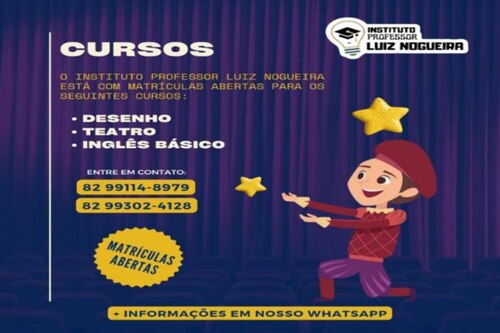 INSTITUTO
PROFESSOR
LUIZ NOGUEIRA
CURSOS
O INSTITUTO PROFESSOR LUIZ NOGUEIRA
ESTÁ COM MATRÍCULAS ABERTAS PARA OS
SEGUINTES CURSOS:
• DESENHO
• TEATRO
• INGLÊS BÁSICO
ENTRE EM CONTATO:
82 99114-8979
82 99302-4128
MATRÍCULAS
ABERTAS
+ INFORMAÇÕES EM NOSSO WHATSAPP